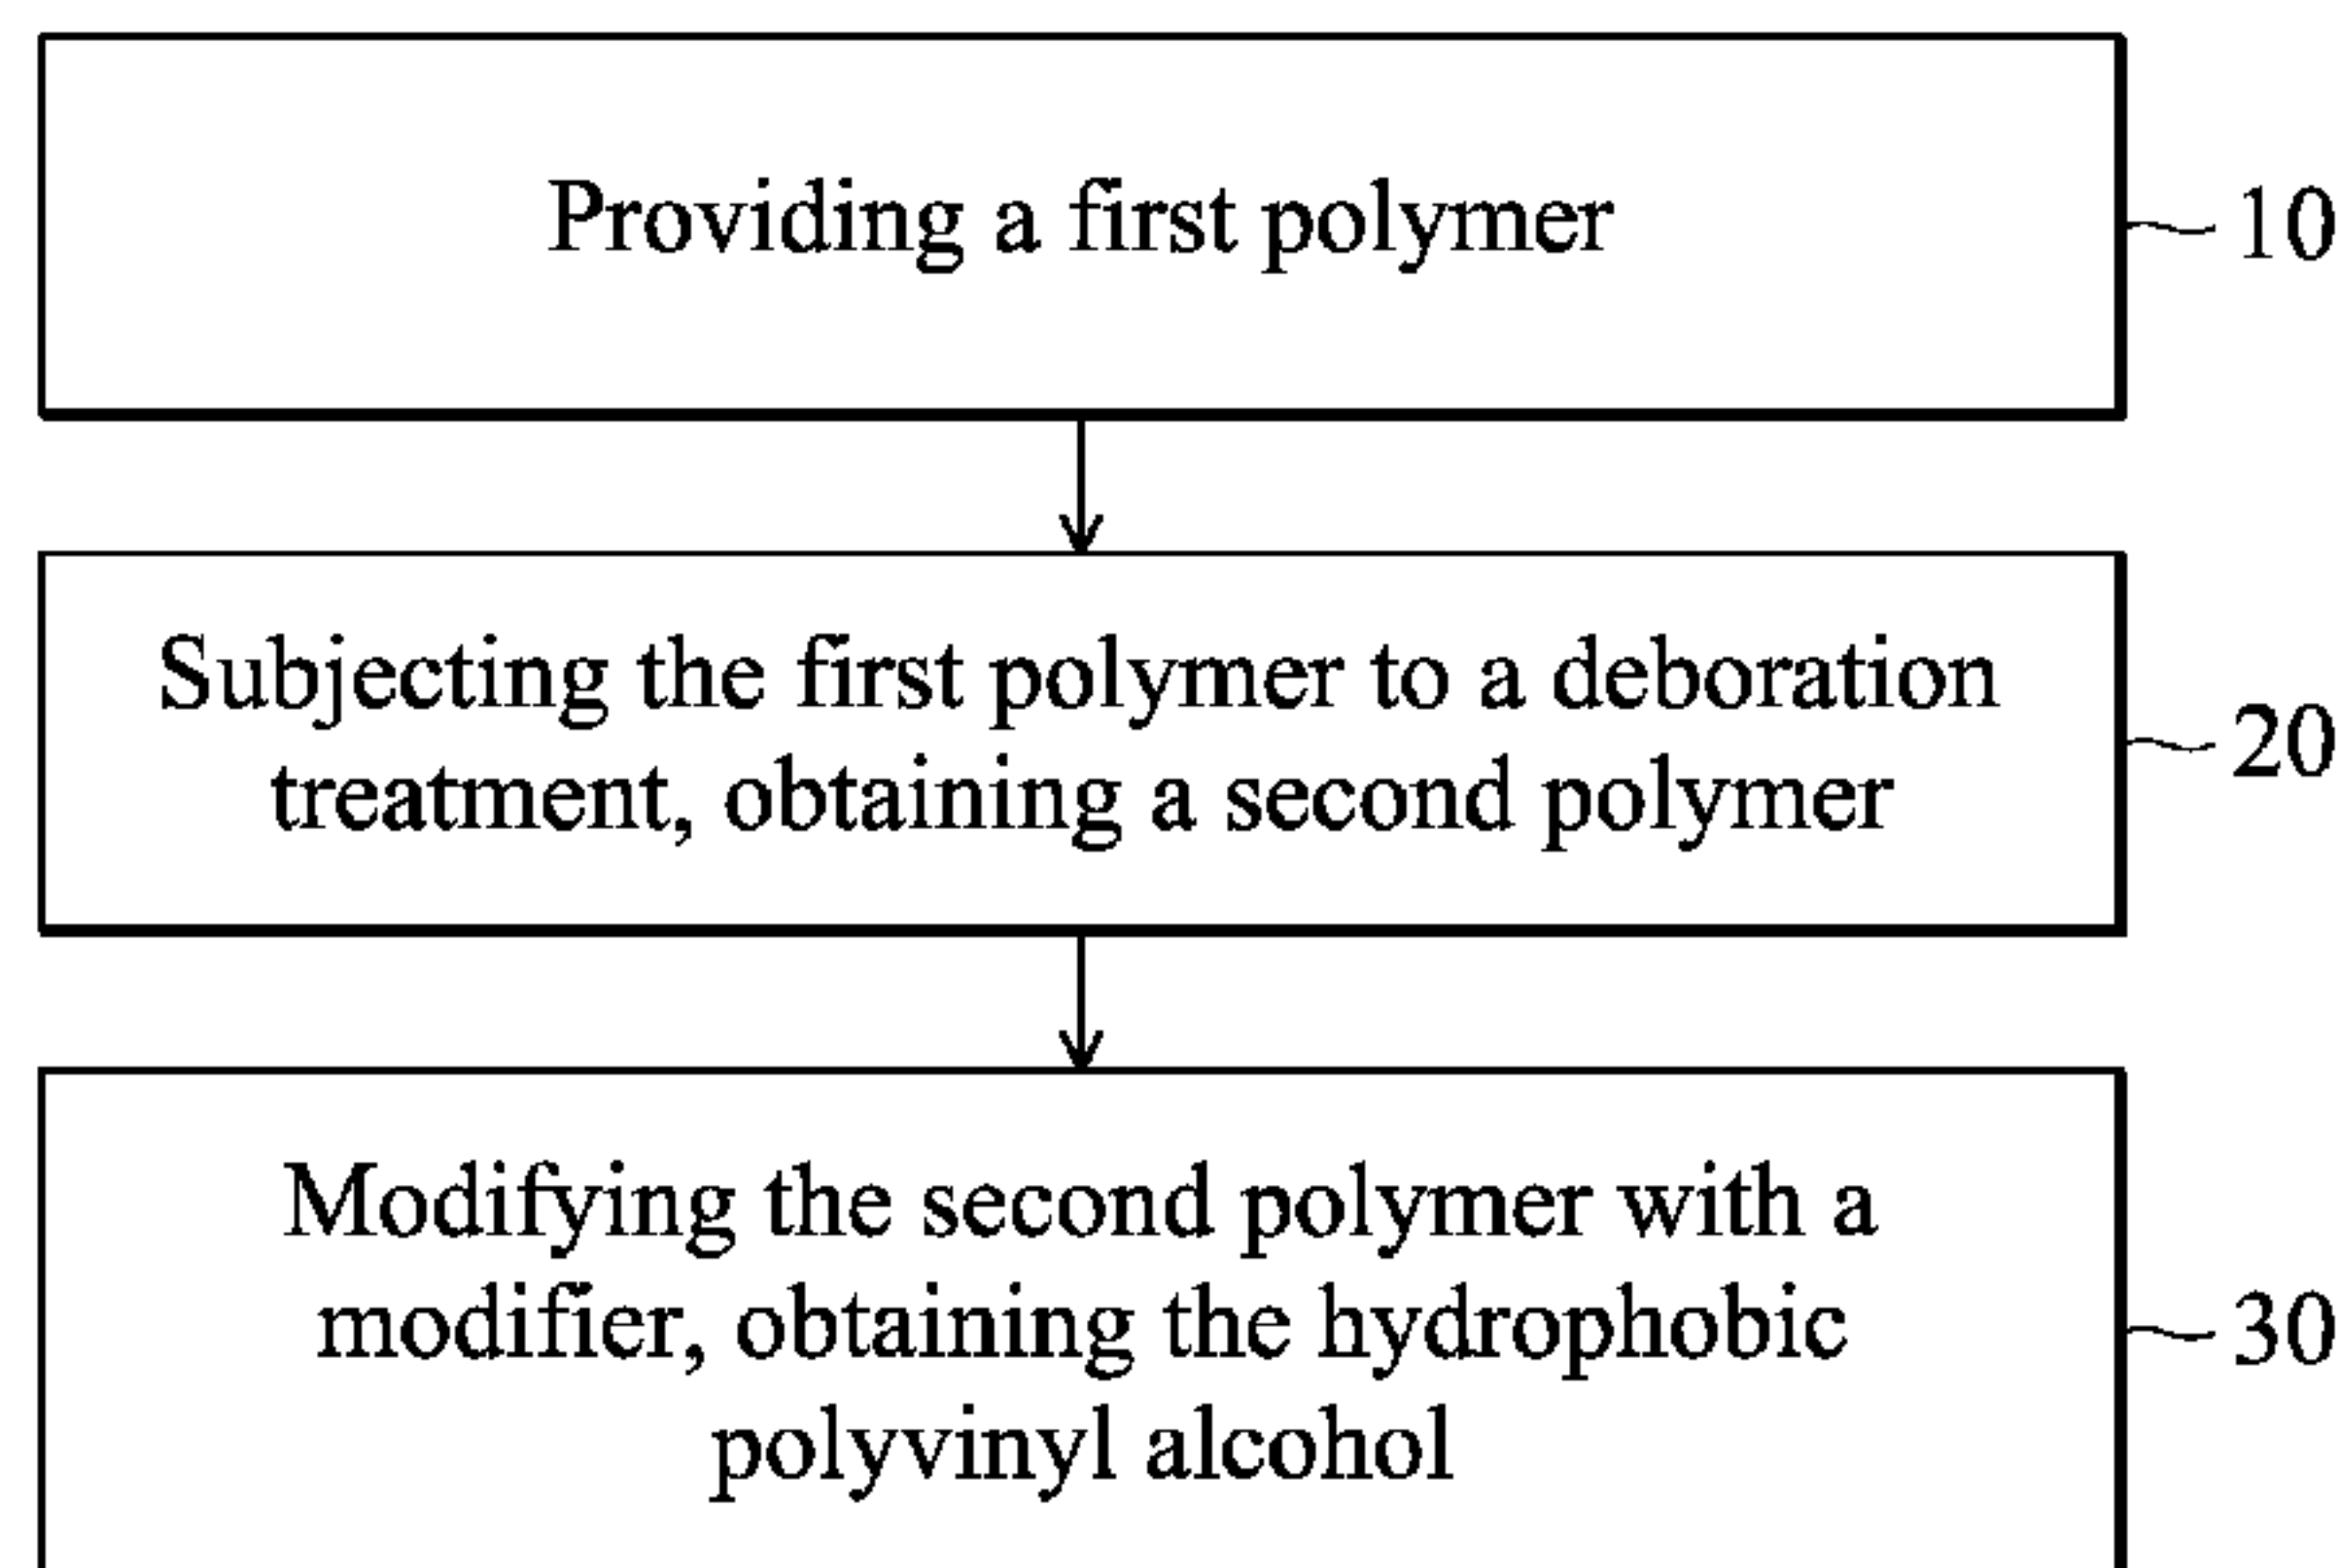 Providing a first polymer
10
Subjecting the first polymer to a deboration
treatment, obtaining a second polymer
20
Modifying the second polymer with a
modifier, obtaining the hydrophobic
polyvinyl alcohol
30